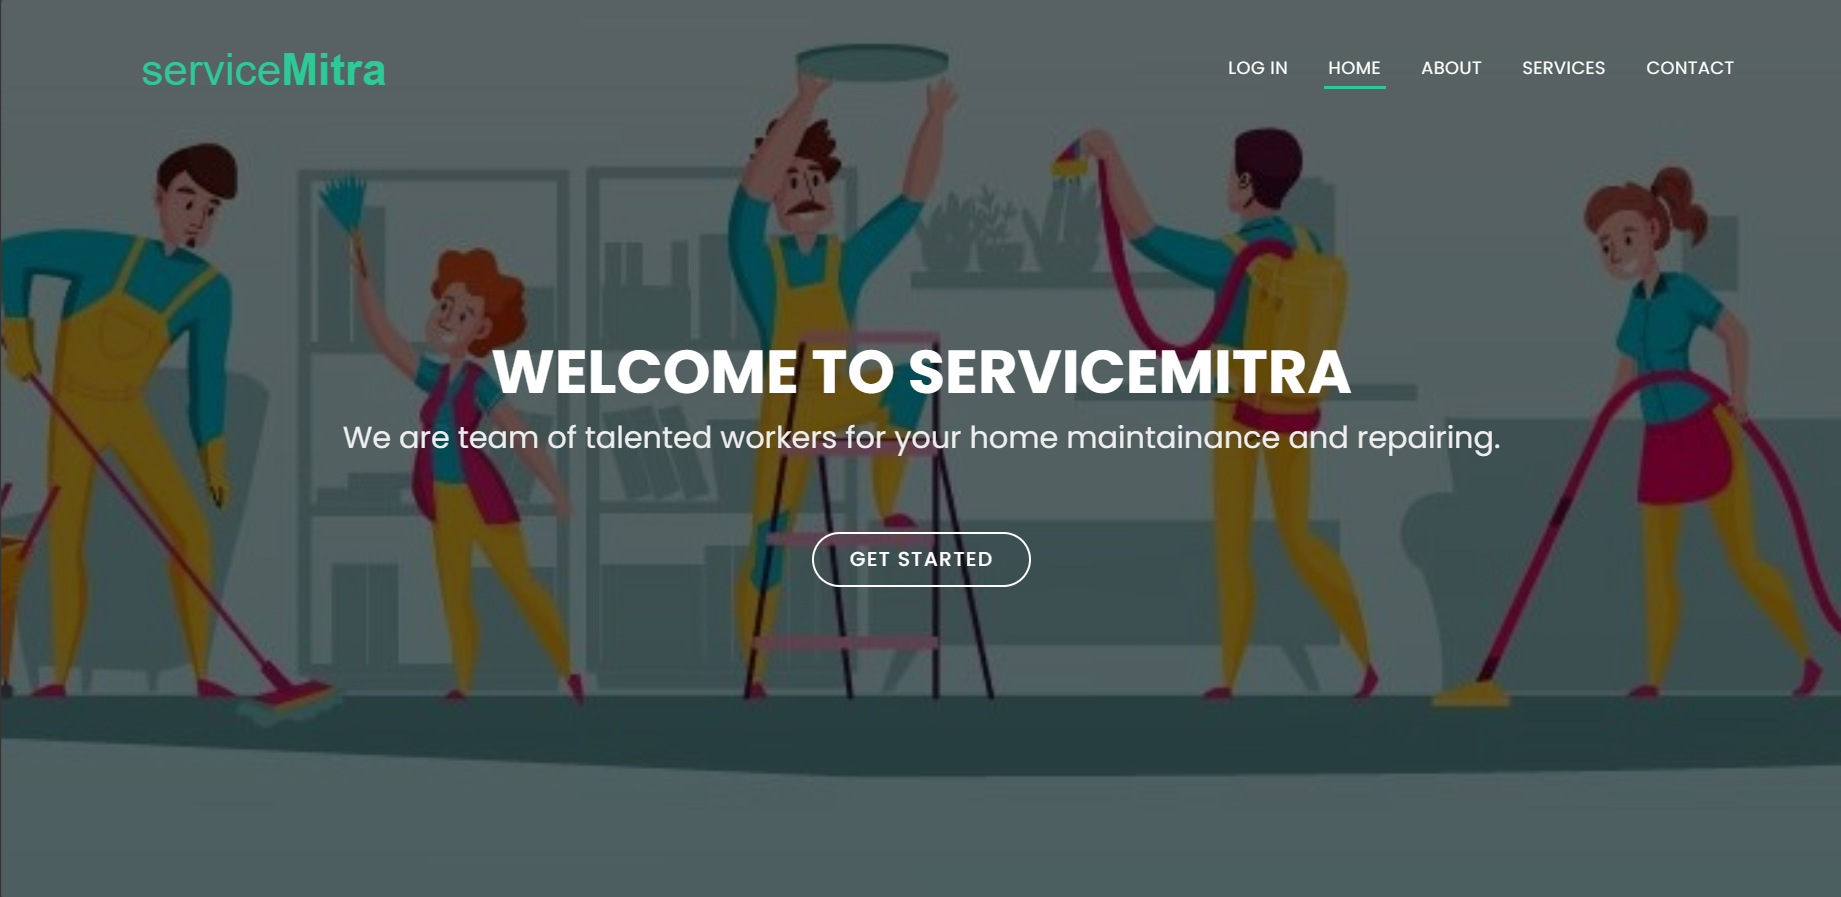 serviceMitra
LOG IN HOME ABOUT SERVICES CONTACT
WELCOME TO SERVICEMITRA
We are team of talented workers for your home maintainance and repairing.
GET STARTED